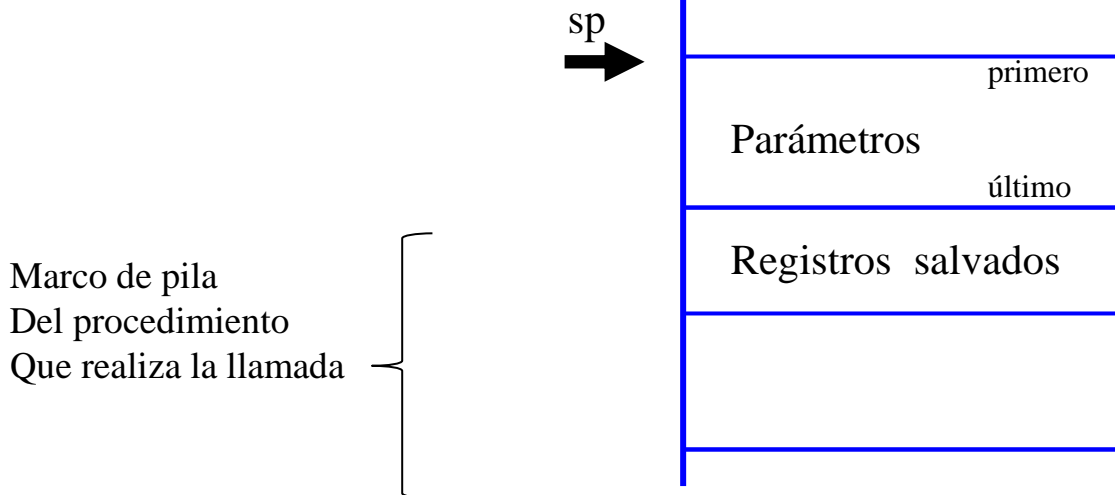 sp
primero
Parámetros
último
Registros salvados
Marco de pila
Del procedimiento
Que realiza la llamada